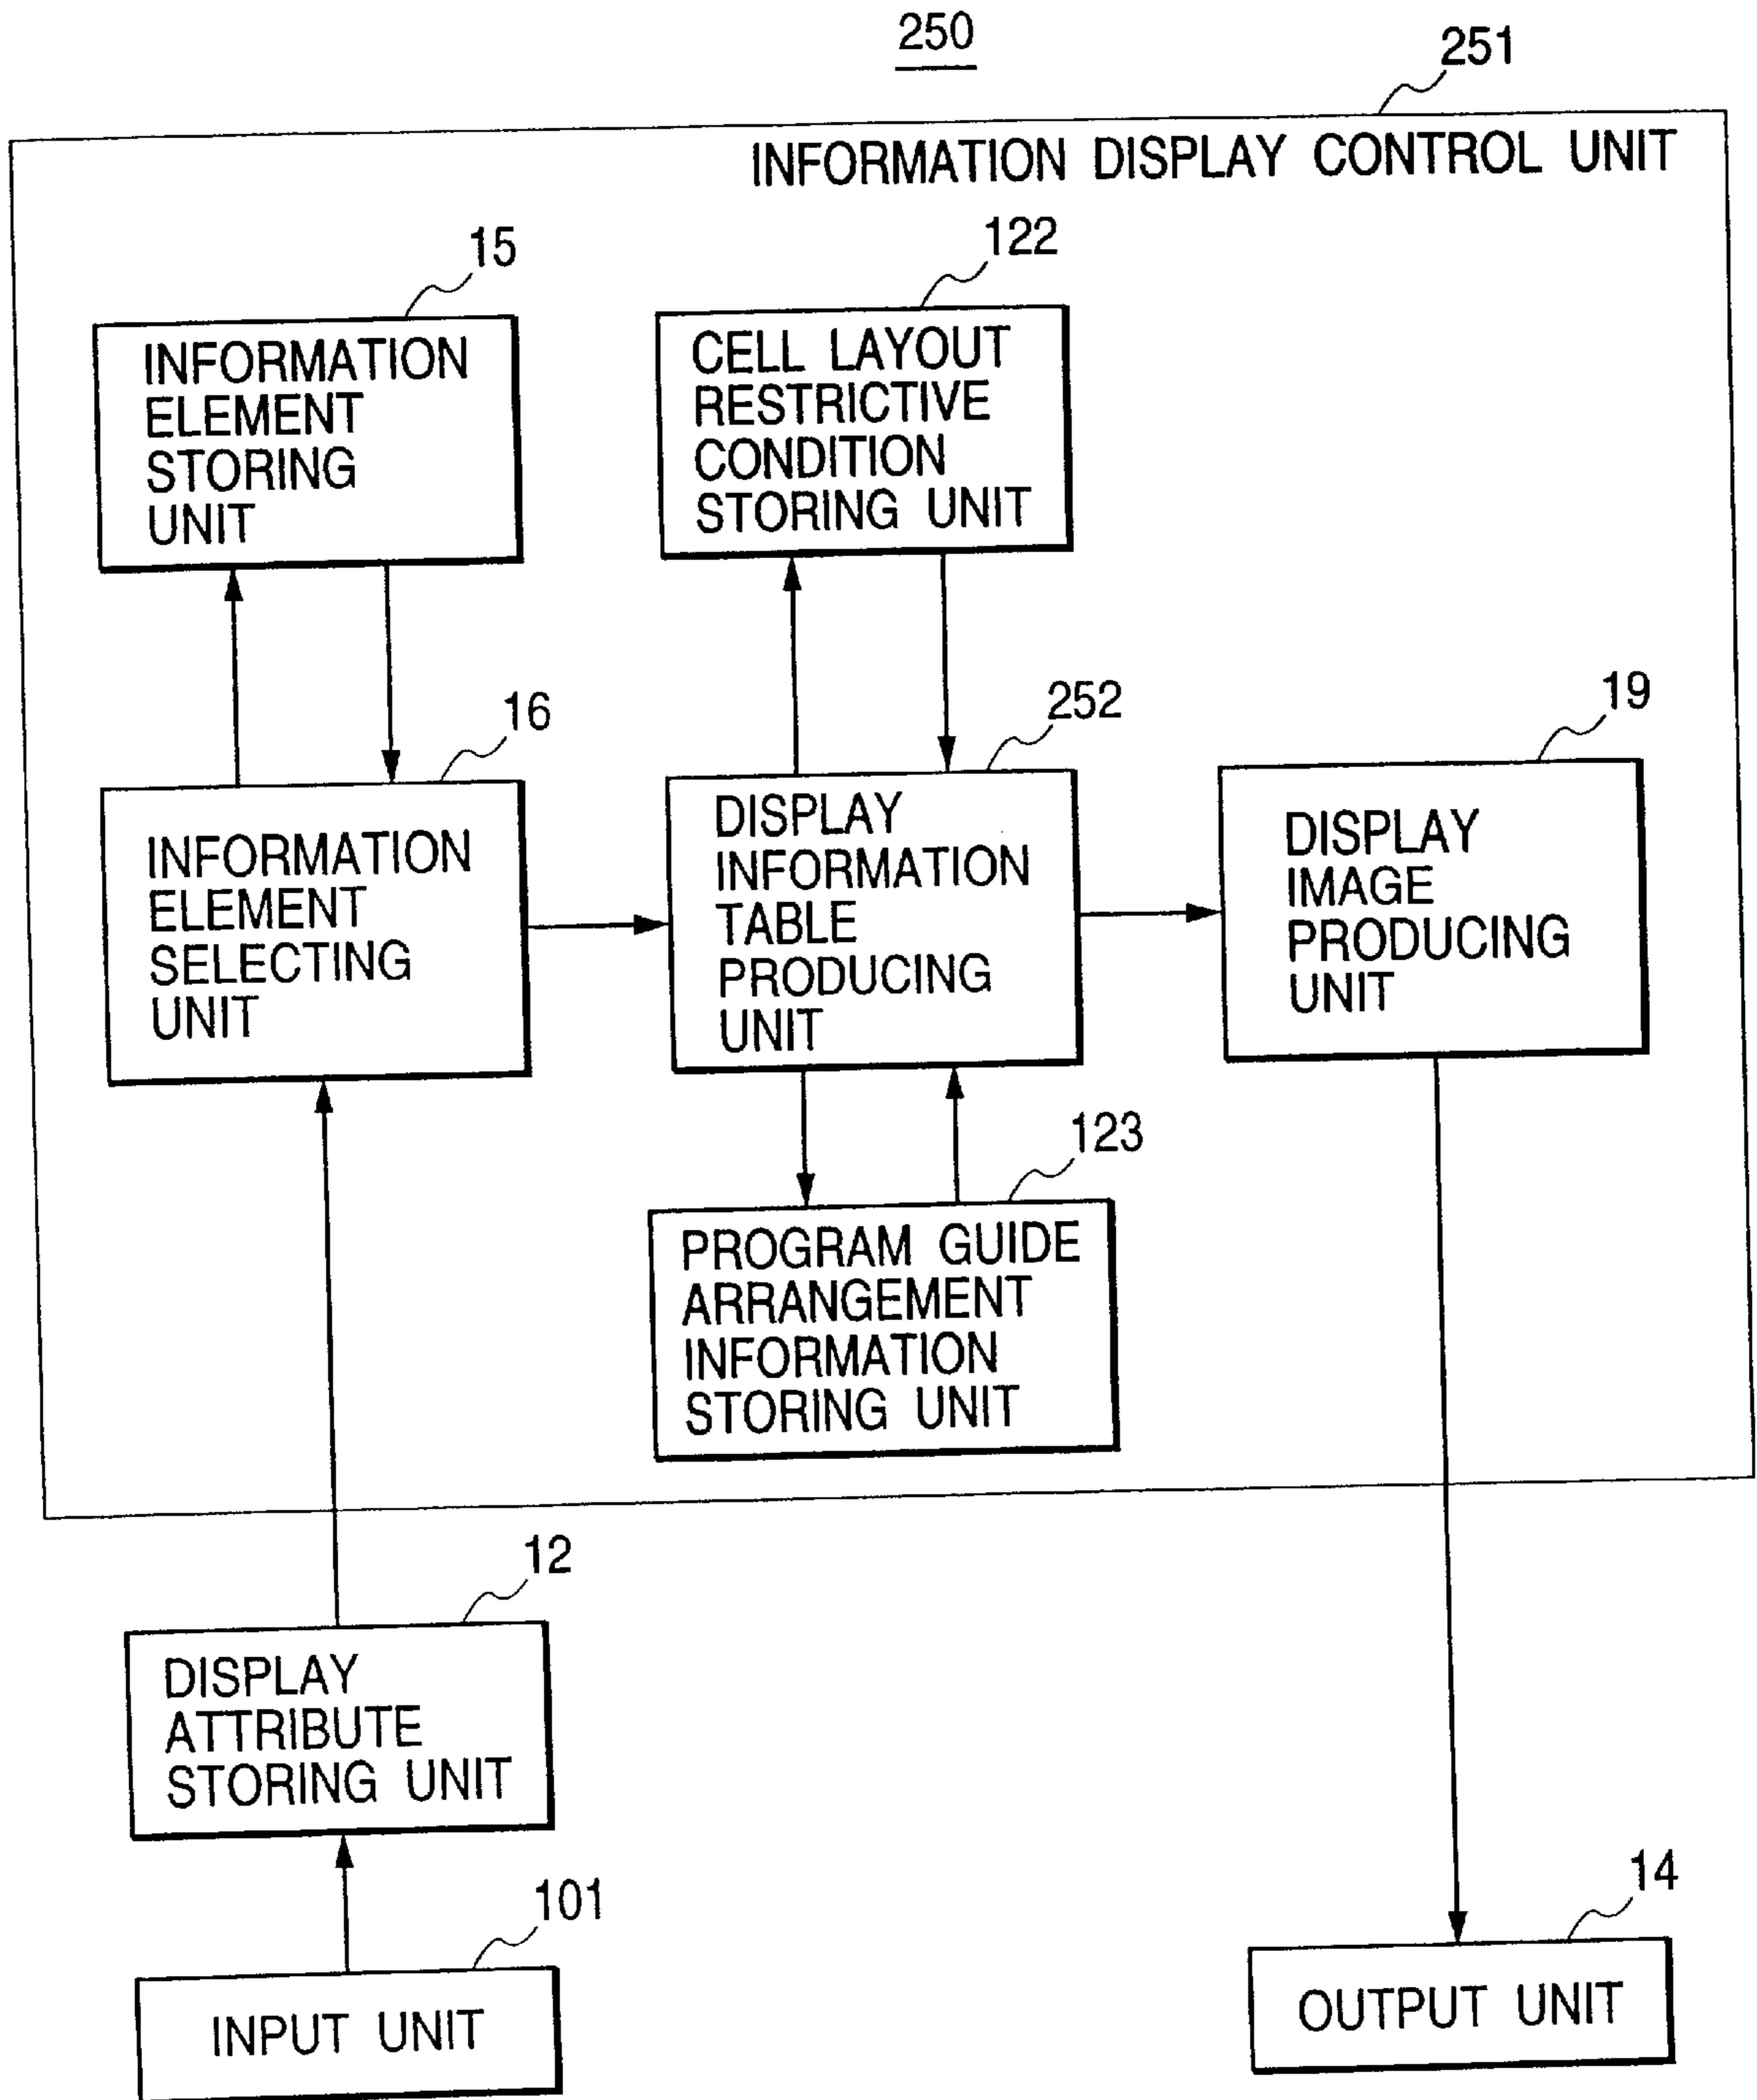 250
251
INFORMATION DISPLAY CONTROL UNIT
15
INFORMATION
ELEMENT
STORING
UNIT
122
CELL LAYOUT
RESTRICTIVE
CONDITION
STORING UNIT
16
INFORMATION
ELEMENT
SELECTING
UNIT
252
DISPLAY
INFORMATION
TABLE
PRODUCING
UNIT
19
DISPLAY
IMAGE
PRODUCING
UNIT
123
PROGRAM GUIDE
ARRANGEMENT
INFORMATION
STORING UNIT
12
DISPLAY
ATTRIBUTE
STORING UNIT
101
INPUT UNIT
14
OUTPUT UNIT